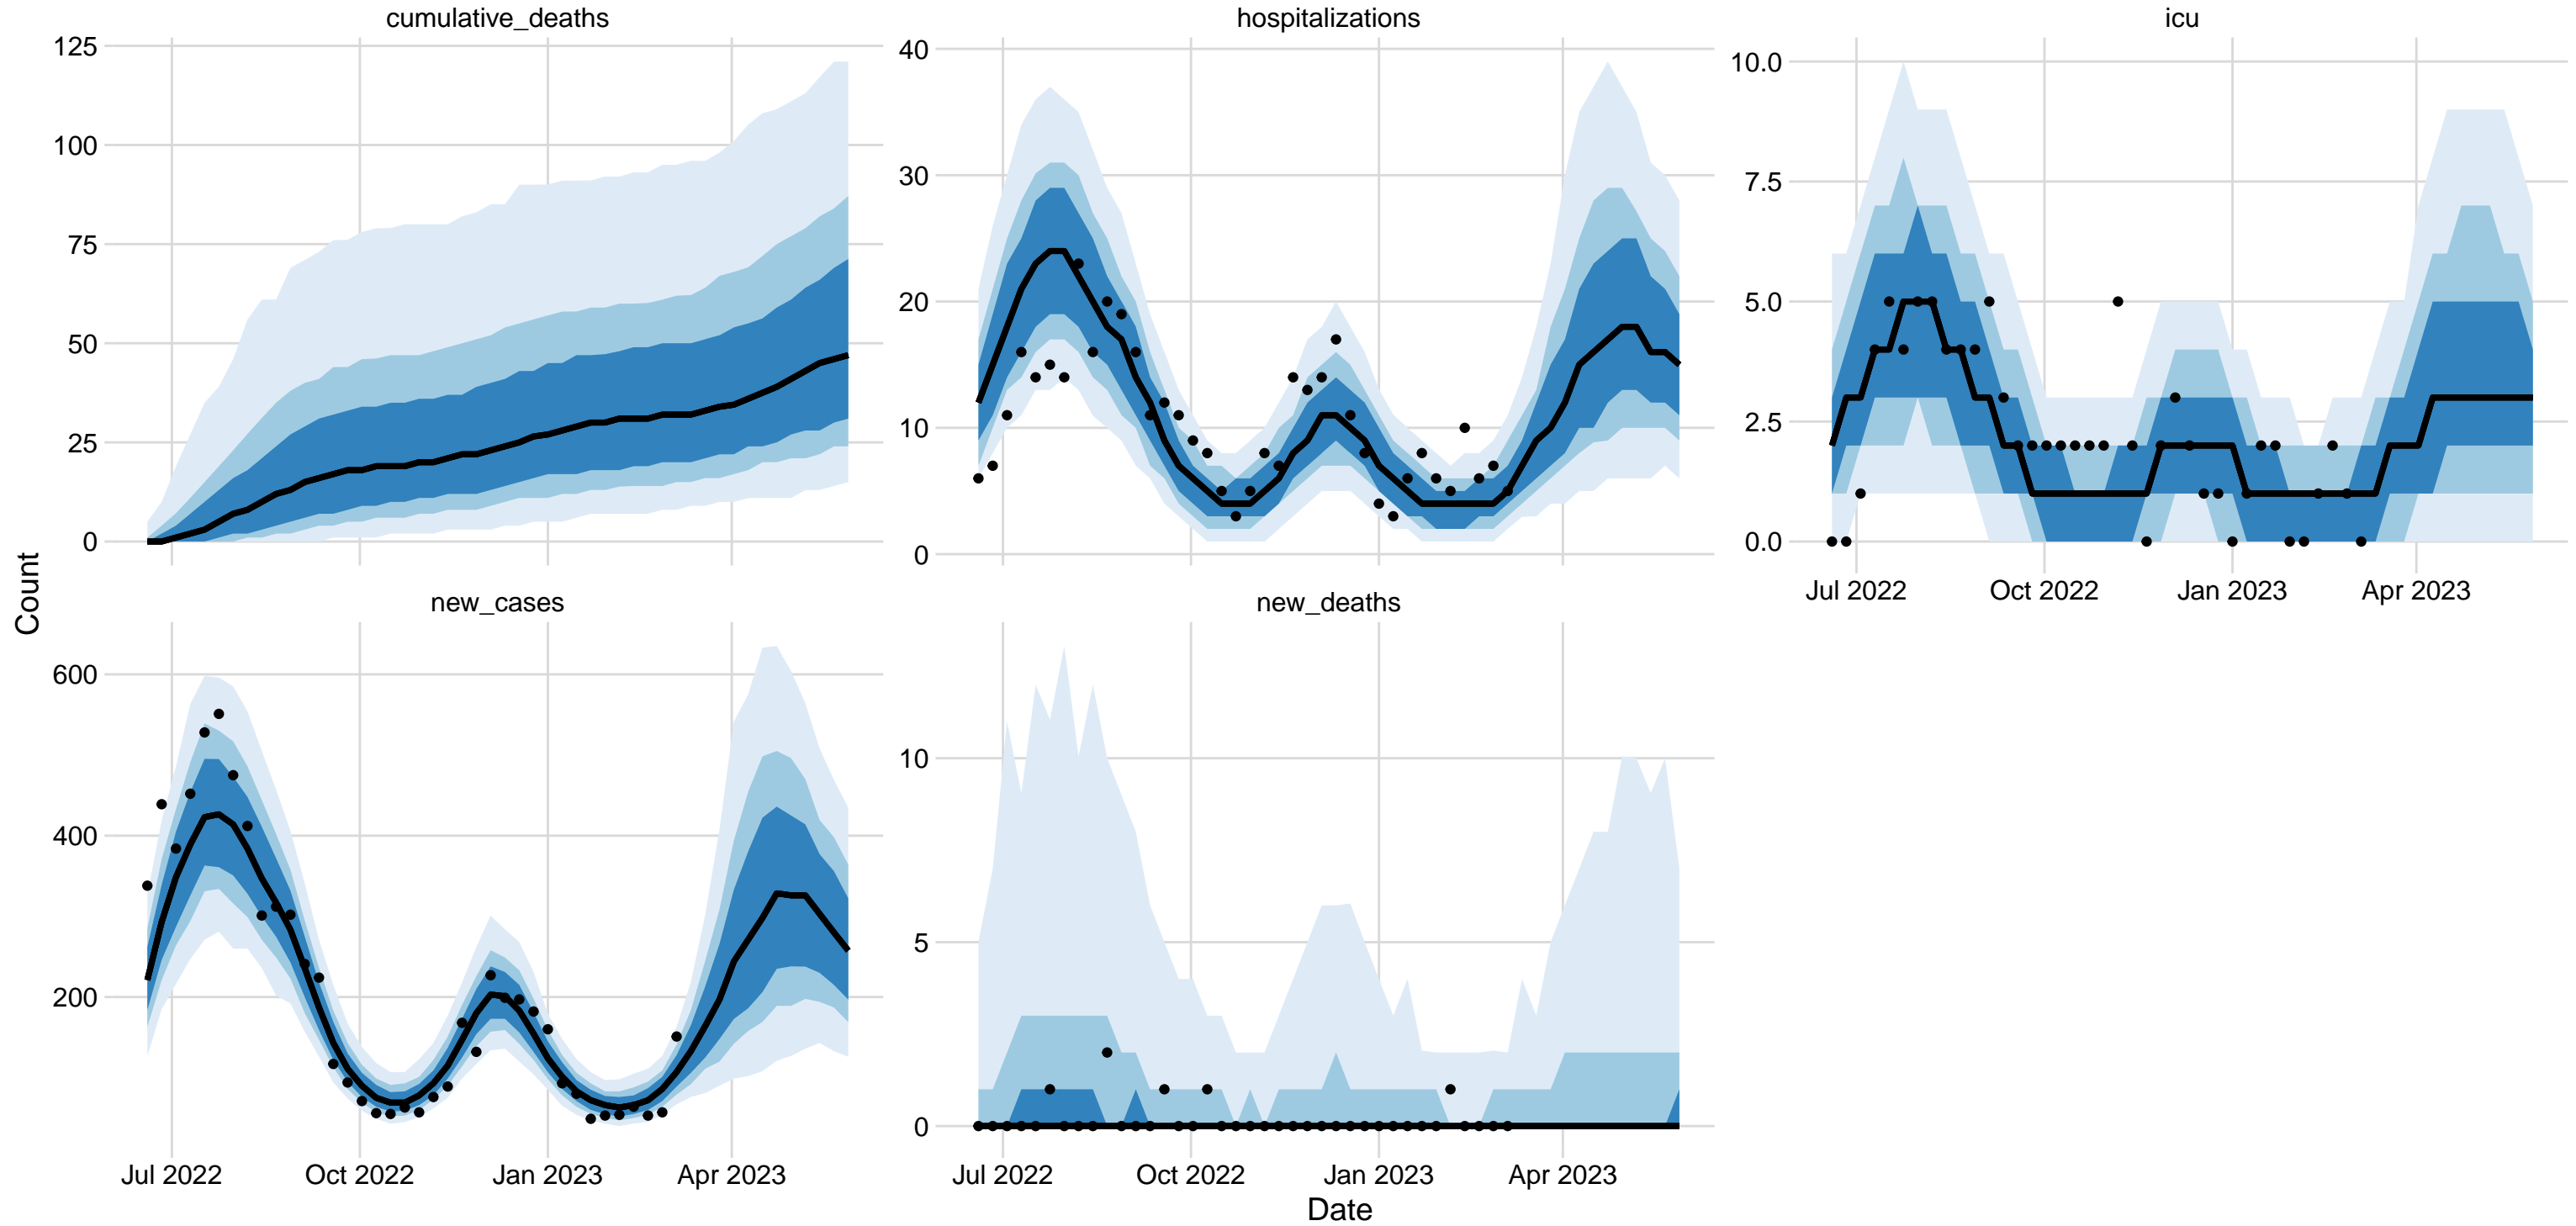 cumulative_deaths
125
100
75
50
25
0
hospitalizations
40
30
20
10
0
icu
10.0
7.5
5.0
2.5
0.0
Jul 2022 Oct 2022 Jan 2023 Apr 2023
Count
new_cases
600
400
200
Jul 2022 Oct 2022 Jan 2023 Apr 2023
new_deaths
10
5
0
Jul 2022 Oct 2022 Jan 2023 Apr 2023
Date